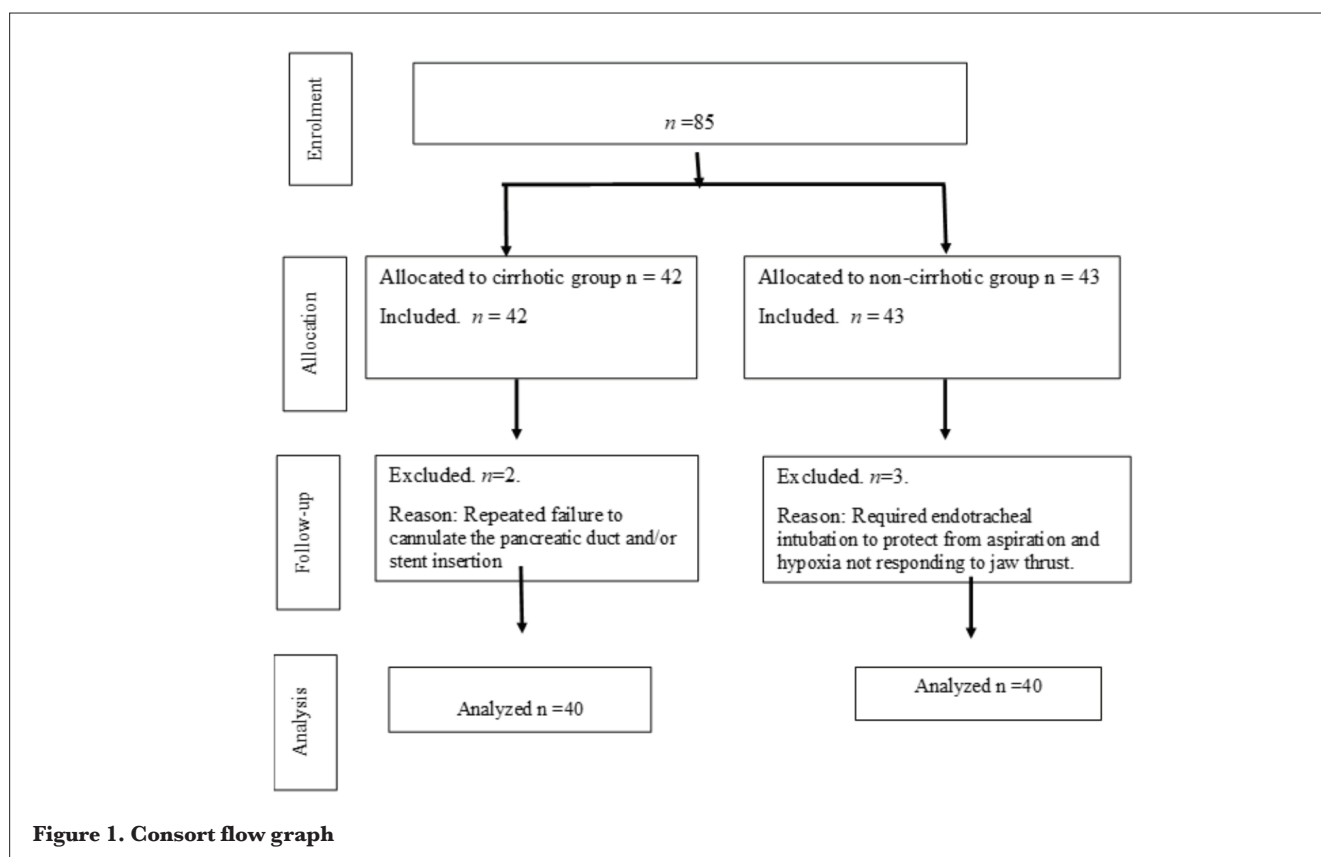 Enrolment
n =85
Allocation
Allocated to cirrhotic group n = 42
Included.  n = 42
Allocated to non-cirrhotic group n = 43
Included.  n = 43
Follow-up
Excluded. n=2.
Reason: Repeated failure to
cannulate the pancreatic duct and/or
stent insertion
Excluded. n=3.
Reason: Required endotracheal
intubation to protect from aspiration and
hypoxia not responding to jaw thrust.
Analysis
Analyzed n =40
Analyzed n =40
Figure 1. Consort flow graph